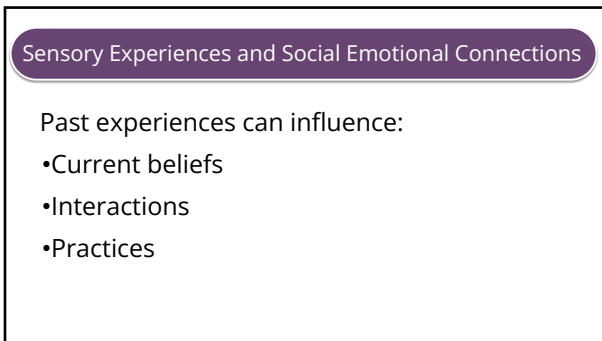 Sensory Experiences and Social Emotional Connections
Past experiences can influence:
•Current beliefs
•Interactions
•Practices